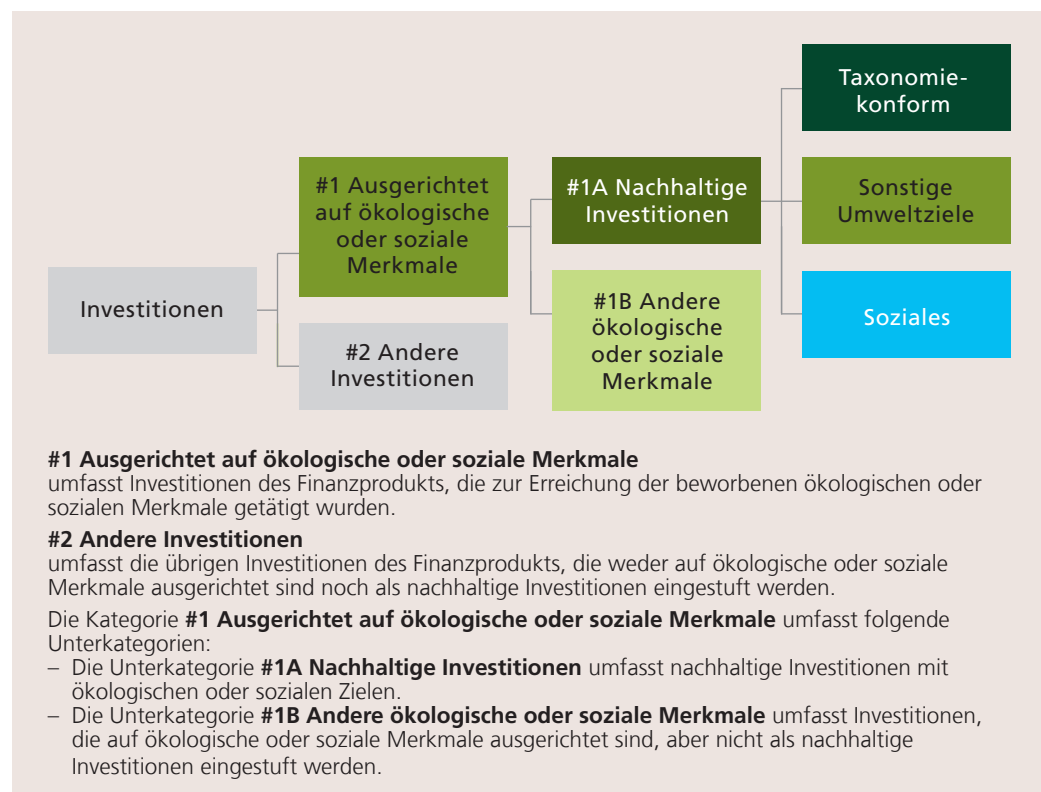 Taxonomie-
konform
#1 Ausgerichtet
auf ökologische
oder soziale
Merkmale
#1A Nachhaltige
Investitionen
Sonstige
Umweltziele
Investitionen
#2 Andere
Investitionen
#1B Andere
ökologische
oder soziale
Merkmale
Soziales
#1 Ausgerichtet auf ökologische oder soziale Merkmale
umfasst Investitionen des Finanzprodukts, die zur Erreichung der beworbenen ökologischen oder
sozialen Merkmale getätigt wurden.
#2 Andere Investitionen
umfasst die übrigen Investitionen des Finanzprodukts, die weder auf ökologische oder soziale
Merkmale ausgerichtet sind noch als nachhaltige Investitionen eingestuft werden.
Die Kategorie #1 Ausgerichtet auf ökologische oder soziale Merkmale umfasst folgende
Unterkategorien:
– Die Unterkategorie #1A Nachhaltige Investitionen umfasst nachhaltige Investitionen mit
ökologischen oder sozialen Zielen.
– Die Unterkategorie #1B Andere ökologische oder soziale Merkmale umfasst Investitionen,
die auf ökologische oder soziale Merkmale ausgerichtet sind, aber nicht als nachhaltige
Investitionen eingestuft werden.